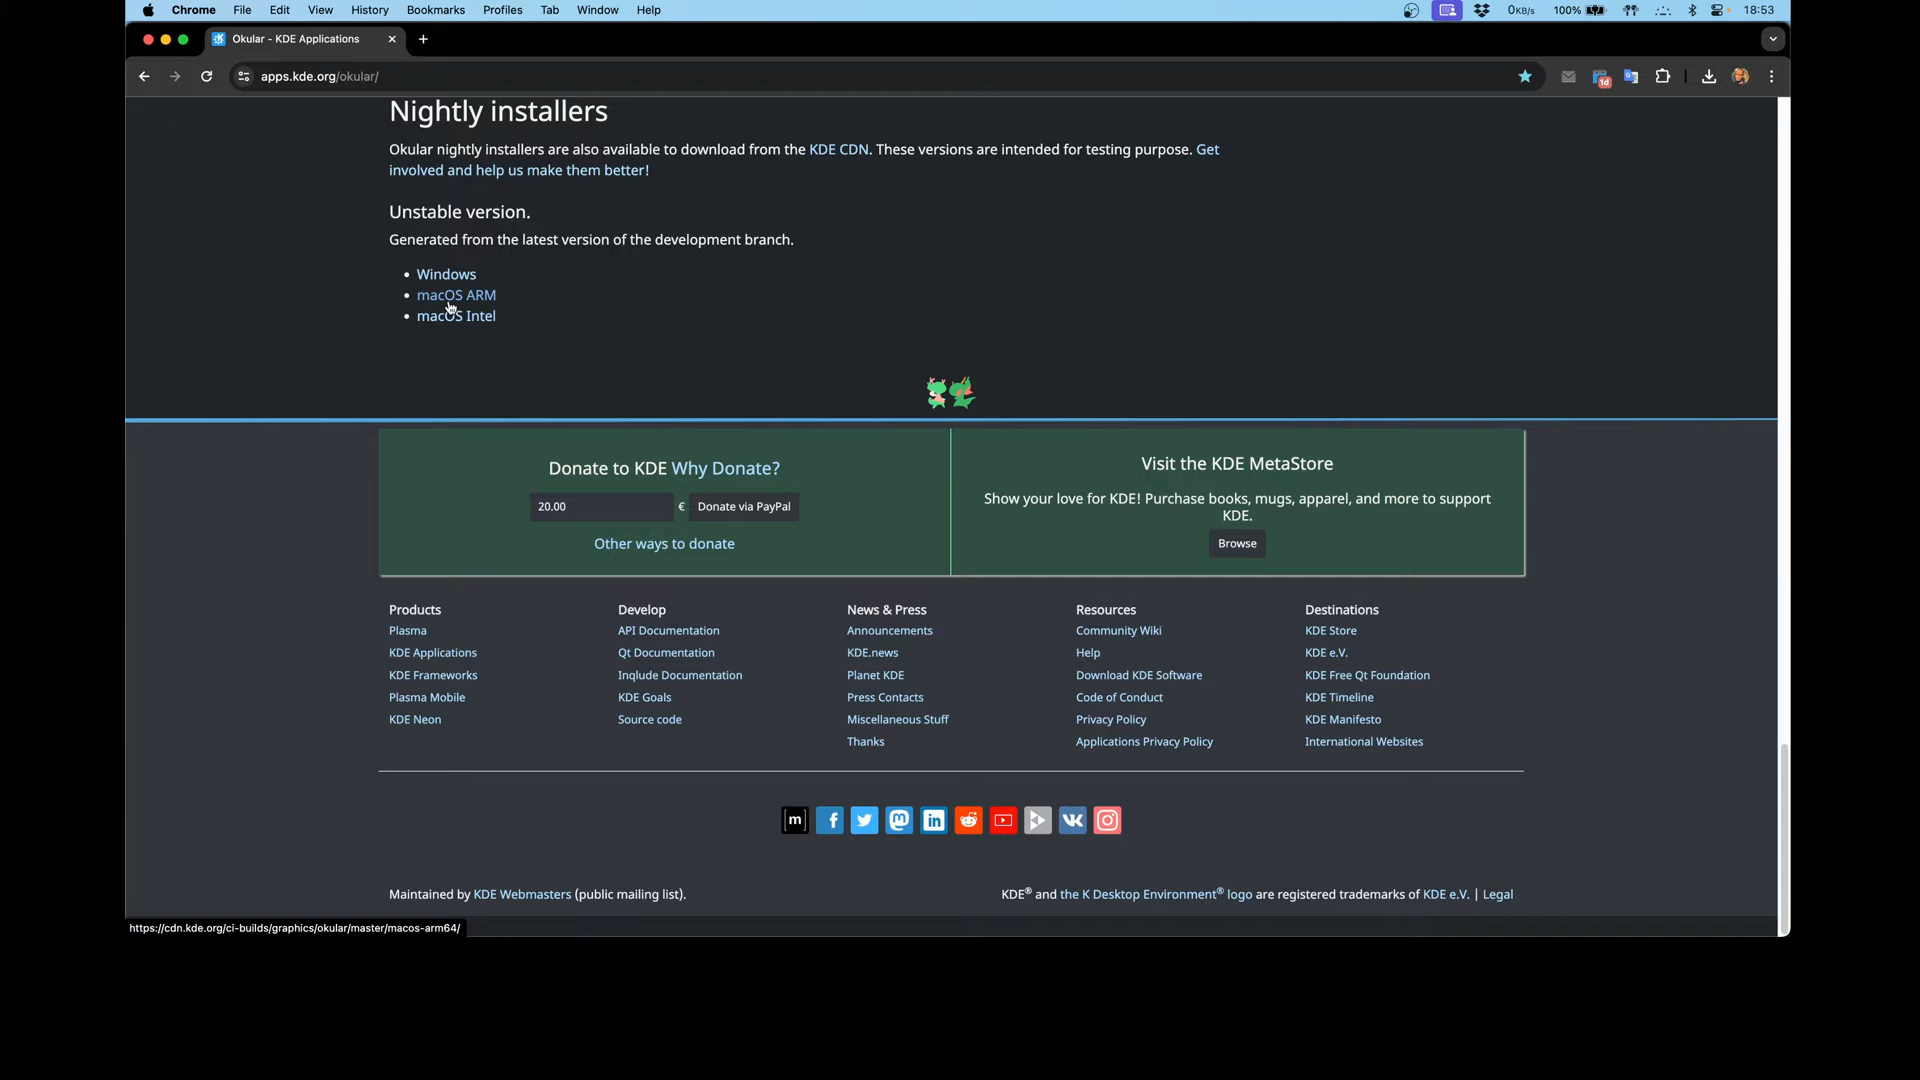 Chrome File Edit View History Bookmarks Profiles Tab Window Help 0KB/s 100% 18:53
Okular - KDE Applications
apps.kde.org/okular/
1d
Nightly installers
Okular nightly installers are also available to download from the KDE CDN. These versions are intended for testing purpose. Get
involved and help us make them better!
Unstable version.
Generated from the latest version of the development branch.
• Windows
• macOS ARM
• macOS Intel
Donate to KDE Why Donate?
20.00 € Donate via PayPal
Other ways to donate
Visit the KDE MetaStore
Show your love for KDE! Purchase books, mugs, apparel, and more to support
KDE.
Browse
Products
Plasma
KDE Applications
KDE Frameworks
Plasma Mobile
KDE Neon
Develop
API Documentation
Qt Documentation
Inqlude Documentation
KDE Goals
Source code
News & Press
Announcements
KDE.news
Planet KDE
Press Contacts
Miscellaneous Stuff
Thanks
Resources
Community Wiki
Help
Download KDE Software
Code of Conduct
Privacy Policy
Applications Privacy Policy
Destinations
KDE Store
KDE e.V.
KDE Free Qt Foundation
KDE Timeline
KDE Manifesto
International Websites
[m]
Maintained by KDE Webmasters (public mailing list).
KDE® and the K Desktop Environment® logo are registered trademarks of KDE e.V. | Legal
https://cdn.kde.org/ci-builds/graphics/okular/master/macos-arm64/